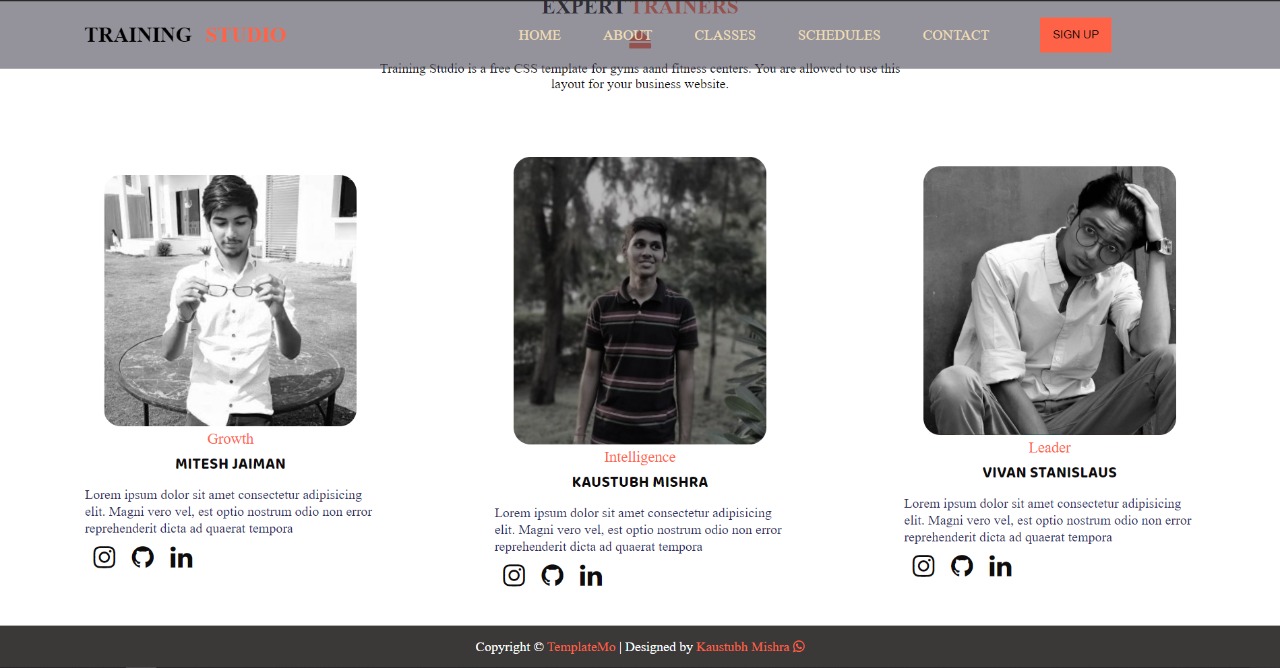 EXPERT TRAINERS
TRAINING STUDIO
HOME ABOUT CLASSES SCHEDULES CONTACT SIGN UP
Training Studio is a free CSS template for gyms aand fitness centers. You are allowed to use this
layout for your business website.
Growth
MITESH JAIMAN
Lorem ipsum dolor sit amet consectetur adipisicing
elit. Magni vero vel, est optio nostrum odio non error
reprehenderit dicta ad quaerat tempora
Intelligence
KAUSTUBH MISHRA
Lorem ipsum dolor sit amet consectetur adipisicing
elit. Magni vero vel, est optio nostrum odio non error
reprehenderit dicta ad quaerat tempora
Leader
VIVAN STANISLAUS
Lorem ipsum dolor sit amet consectetur adipisicing
elit. Magni vero vel, est optio nostrum odio non error
reprehenderit dicta ad quaerat tempora
Copyright © TemplateMo | Designed by Kaustubh Mishra